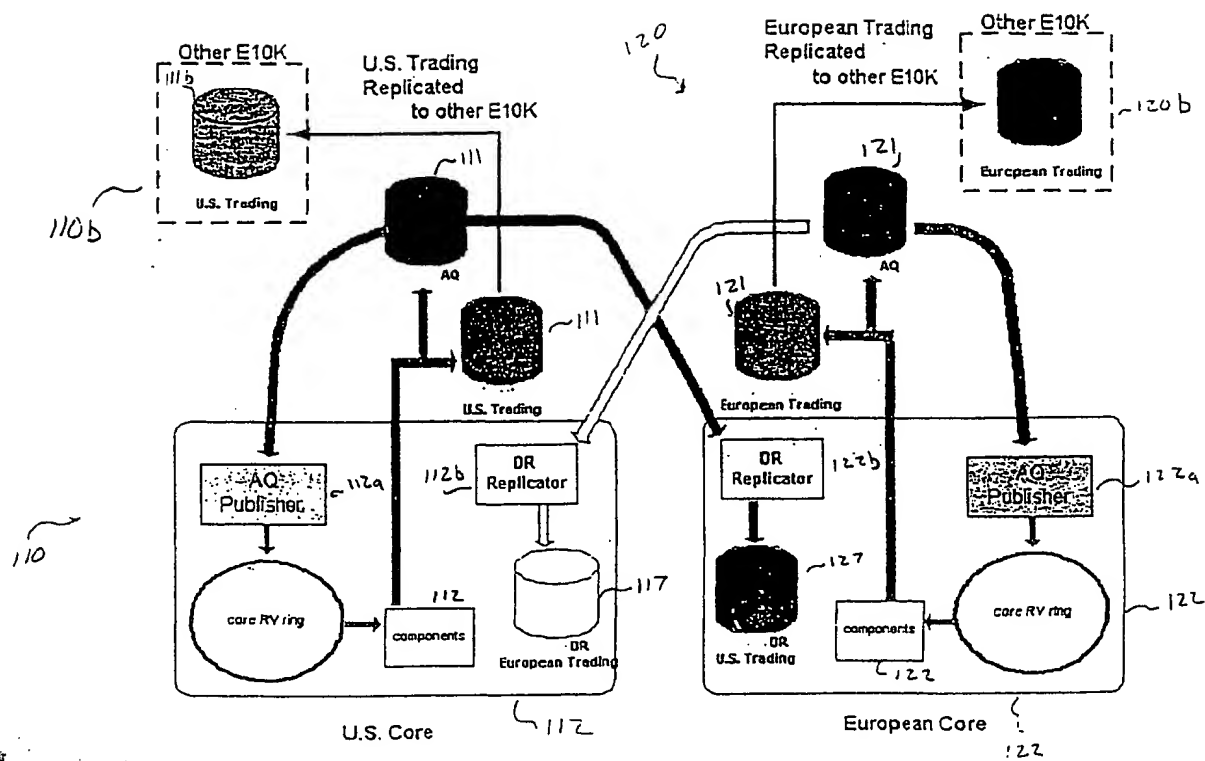 Other E10K
111b
U.S. Trading
110b
U.S. Trading
Replicated
to other E10K
120
European Trading
Replicated
to other E10K
Other E10K
European Trading
120b
111
AQ
111
U.S. Trading
121
AQ
121
European Trading
AQ
Publisher
112a
112b
DR
Replicator
110
core RV ring
112
components
117
DR
European Trading
112
U.S. Core
DR
Replicator
122b
AQ
Publisher
122a
127
DR
U.S. Trading
components
122
core RV ring
122
European Core
122